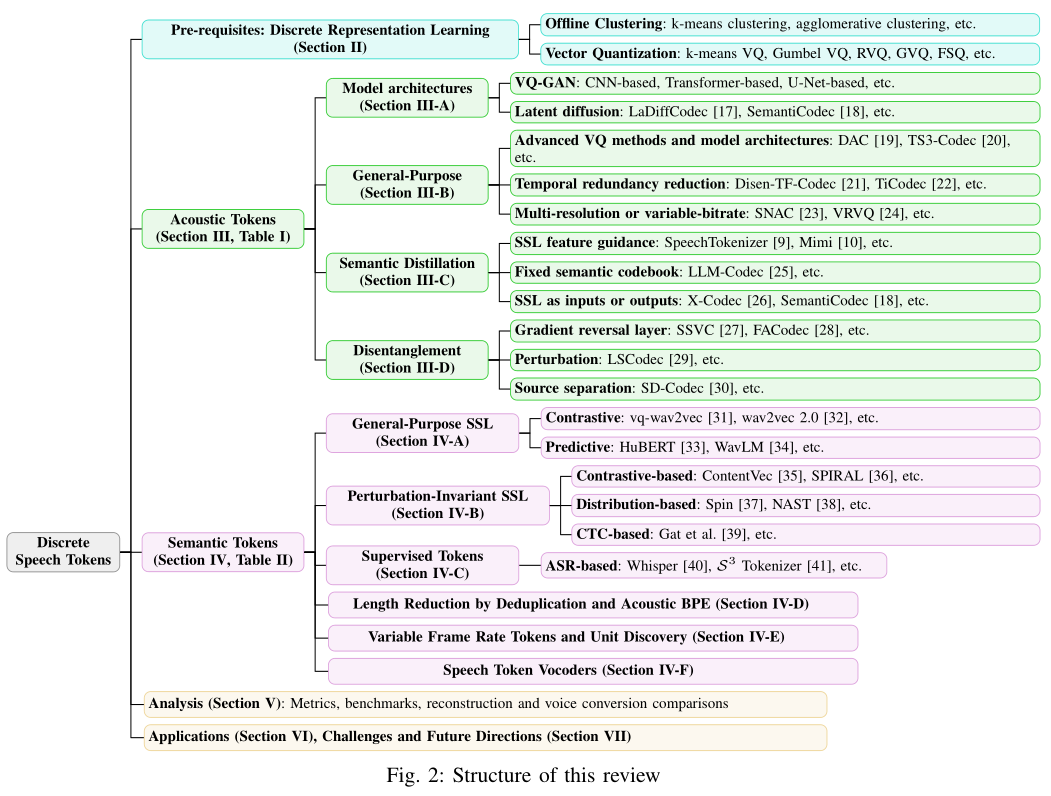 Pre-requisites: Discrete Representation Learning
(Section II)
Offline Clustering: k-means clustering, agglomerative clustering, etc.
Vector Quantization: k-means VQ, Gumbel VQ, RVQ, GVQ, FSQ, etc.
Acoustic Tokens
(Section III, Table I)
Model architectures
(Section III-A)
VQ-GAN: CNN-based, Transformer-based, U-Net-based, etc.
Latent diffusion: LaDiffCodec [17], SemantiCodec [18], etc.
General-Purpose
(Section III-B)
Advanced VQ methods and model architectures: DAC [19], TS3-Codec [20],
etc.
Temporal redundancy reduction: Disen-TF-Codec [21], TiCodec [22], etc.
Multi-resolution or variable-bitrate: SNAC [23], VRVQ [24], etc.
Semantic Distillation
(Section III-C)
SSL feature guidance: SpeechTokenizer [9], Mimi [10], etc.
Fixed semantic codebook: LLM-Codec [25], etc.
SSL as inputs or outputs: X-Codec [26], SemantiCodec [18], etc.
Disentanglement
(Section III-D)
Gradient reversal layer: SSVC [27], FACodec [28], etc.
Perturbation: LSCodec [29], etc.
Source separation: SD-Codec [30], etc.
Discrete
Speech Tokens
Semantic Tokens
(Section IV, Table II)
General-Purpose SSL
(Section IV-A)
Contrastive: vq-wav2vec [31], wav2vec 2.0 [32], etc.
Predictive: HuBERT [33], WavLM [34], etc.
Perturbation-Invariant SSL
(Section IV-B)
Contrastive-based: ContentVec [35], SPIRAL [36], etc.
Distribution-based: Spin [37], NAST [38], etc.
CTC-based: Gat et al. [39], etc.
Supervised Tokens
(Section IV-C)
ASR-based: Whisper [40], S³ Tokenizer [41], etc.
Length Reduction by Deduplication and Acoustic BPE (Section IV-D)
Variable Frame Rate Tokens and Unit Discovery (Section IV-E)
Speech Token Vocoders (Section IV-F)
Analysis (Section V): Metrics, benchmarks, reconstruction and voice conversion comparisons
Applications (Section VI), Challenges and Future Directions (Section VII)
Fig. 2: Structure of this review